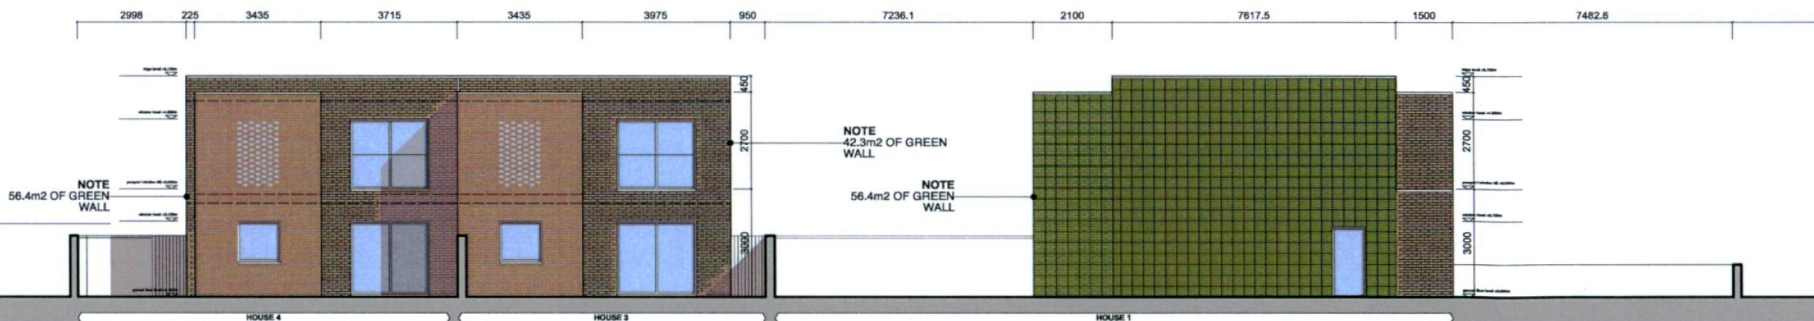 2998 225 3435 3715 3435 3975 950 7236.1 2100 7617.5 1500 7482.6
450
2700
3000
NOTE
56.4m2 OF GREEN
WALL
NOTE
42.3m2 OF GREEN
WALL
NOTE
56.4m2 OF GREEN
WALL
450
2700
3000
HOUSE 4 HOUSE 3 HOUSE 1